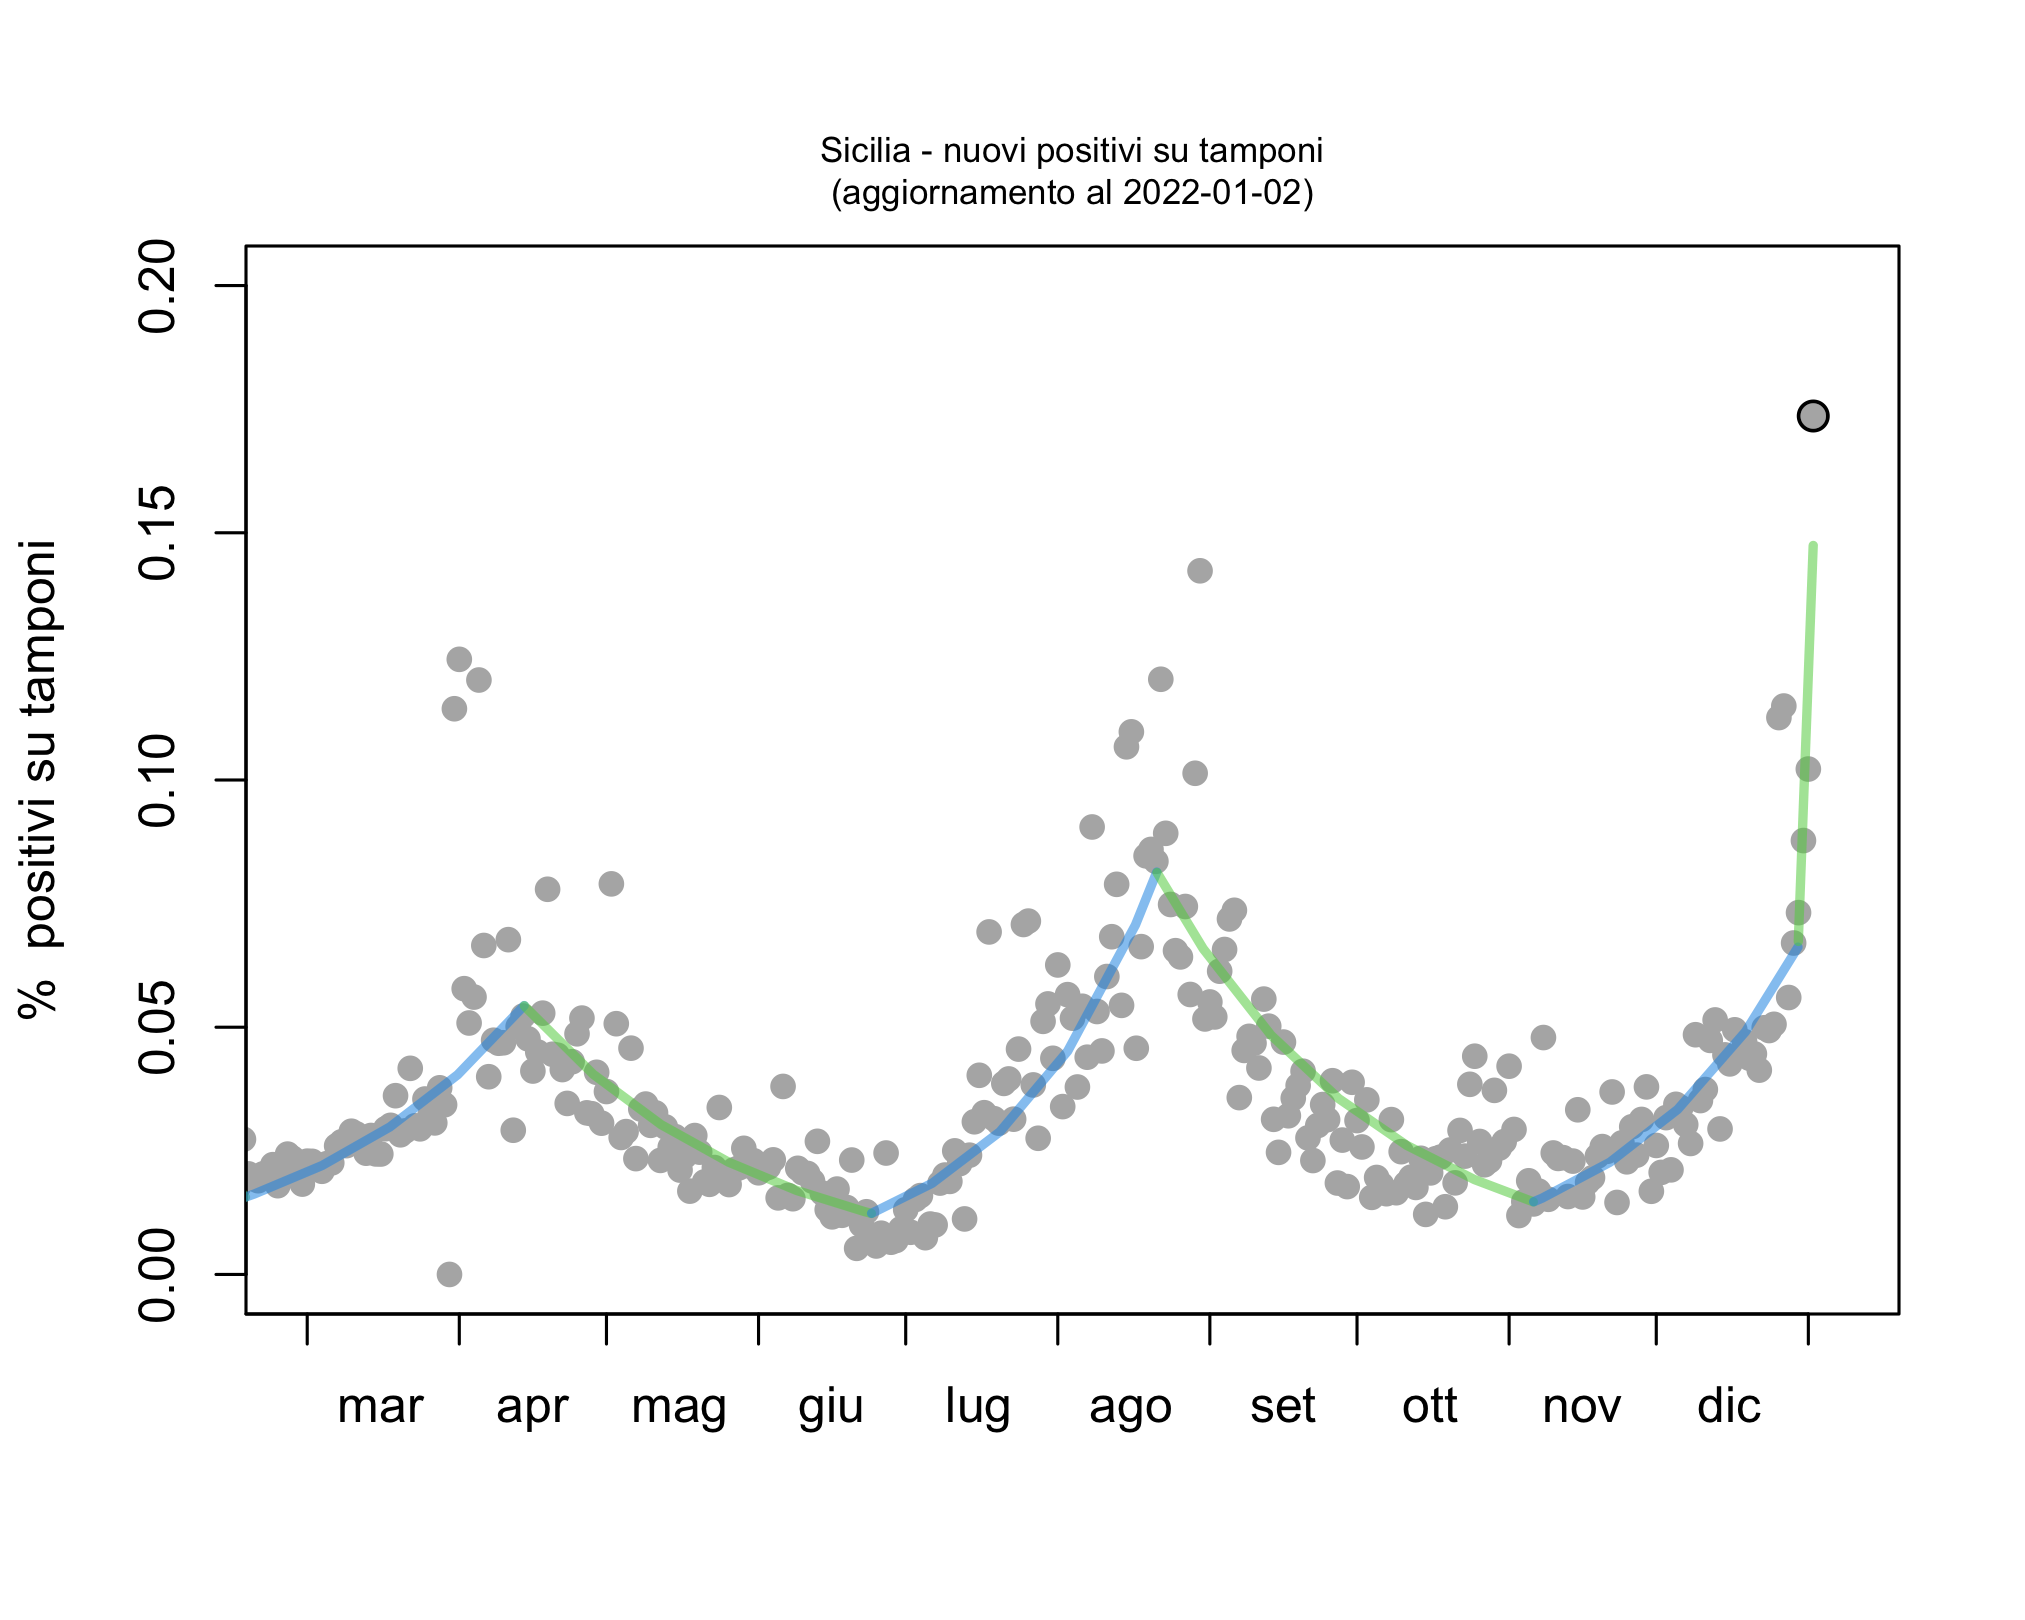 Sicilia - nuovi positivi su tamponi
(aggiornamento al 2022-01-02)
% positivi su tamponi
0.20
0.15
0.10
0.05
0.00
mar apr mag giu lug ago set ott nov dic